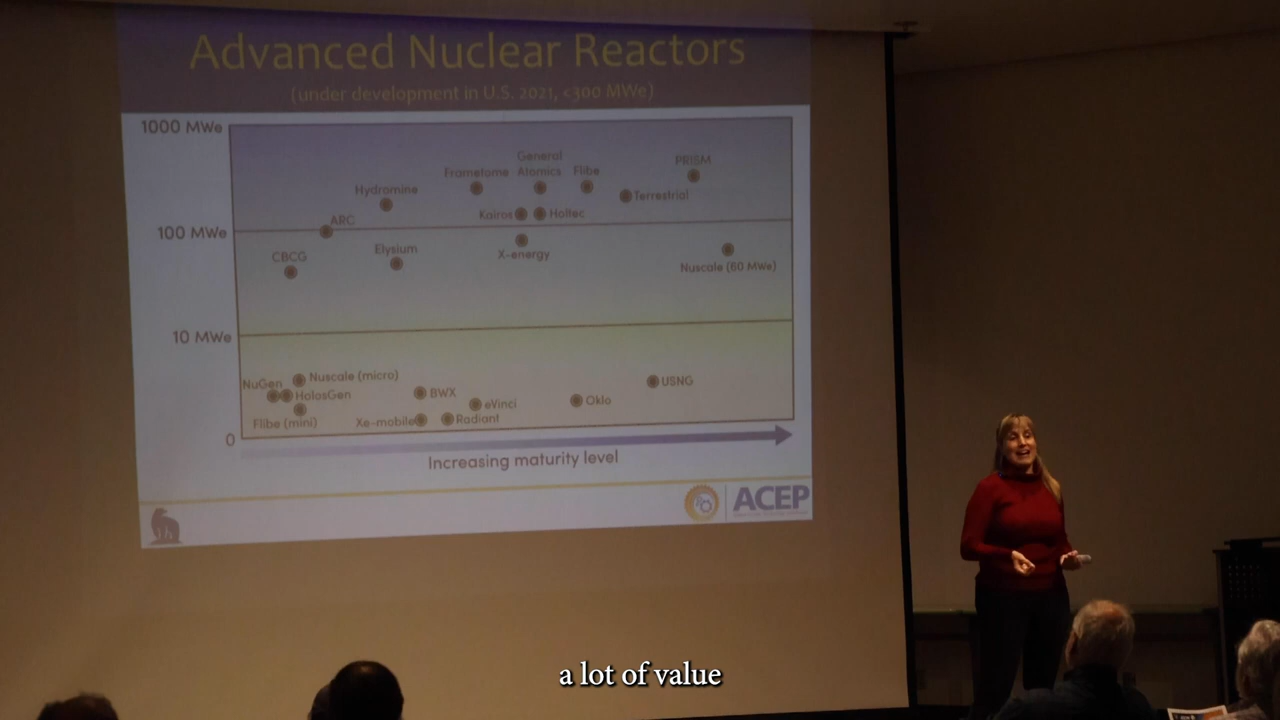 Advanced Nuclear Reactors
(under development in U.S. 2021, <300 MWe)
1000 MWe
General
Atomics
PRISM
Framatome
Flibe
Hydromine
Terrestrial
Kairos
Holtec
ARC
100 MWe
Elysium
X-energy
CBCG
Nuscale (60 MWe)
10 MWe
NuGen
Nuscale (micro)
HolosGen
BWX
eVinci
Oklo
USNG
Flibe (mini)
Xe-mobile
Radiant
0
Increasing maturity level
ACEP
a lot of value